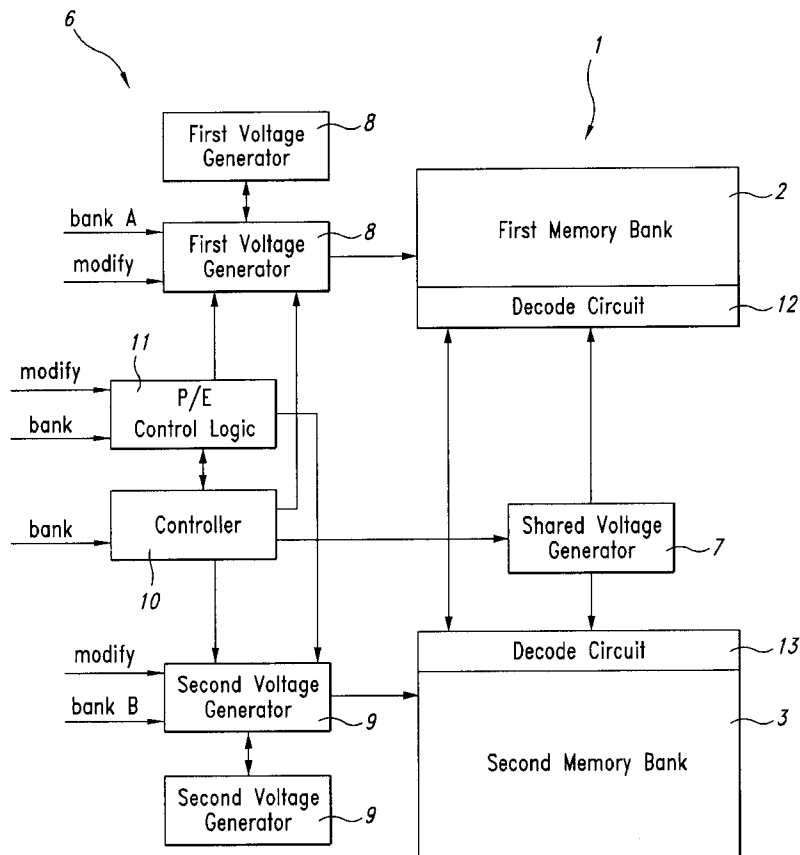 6
1
First Voltage
Generator
8
bank A
modify
First Voltage
Generator
8
First Memory Bank
2
Decode Circuit
12
11
modify
bank
P/E
Control Logic
bank
Controller
10
Shared Voltage
Generator
7
modify
bank B
Second Voltage
Generator
9
Decode Circuit
13
Second Memory Bank
3
Second Voltage
Generator
9